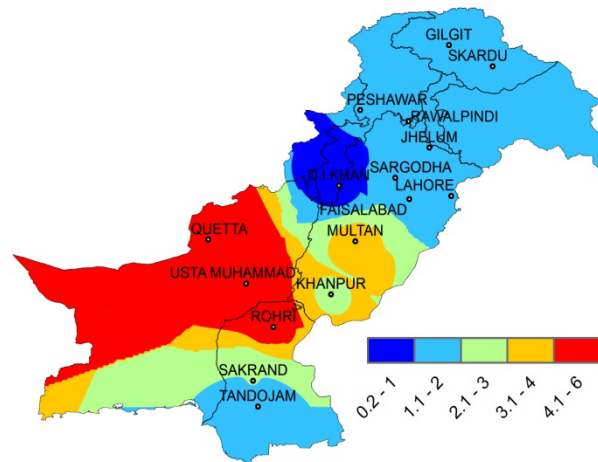 GILGIT
SKARDU
PESHAWAR
RAWALPINDI
JHELUM
D I KHAN
SARGODHA
LAHORE
FAISALABAD
QUETTA
MULTAN
USTA MUHAMMAD
KHANPUR
ROHRI
SAKRAND
TANDOJAM
0.2 - 1
1.1 - 2
2.1 - 3
3.1 - 4
4.1 - 6